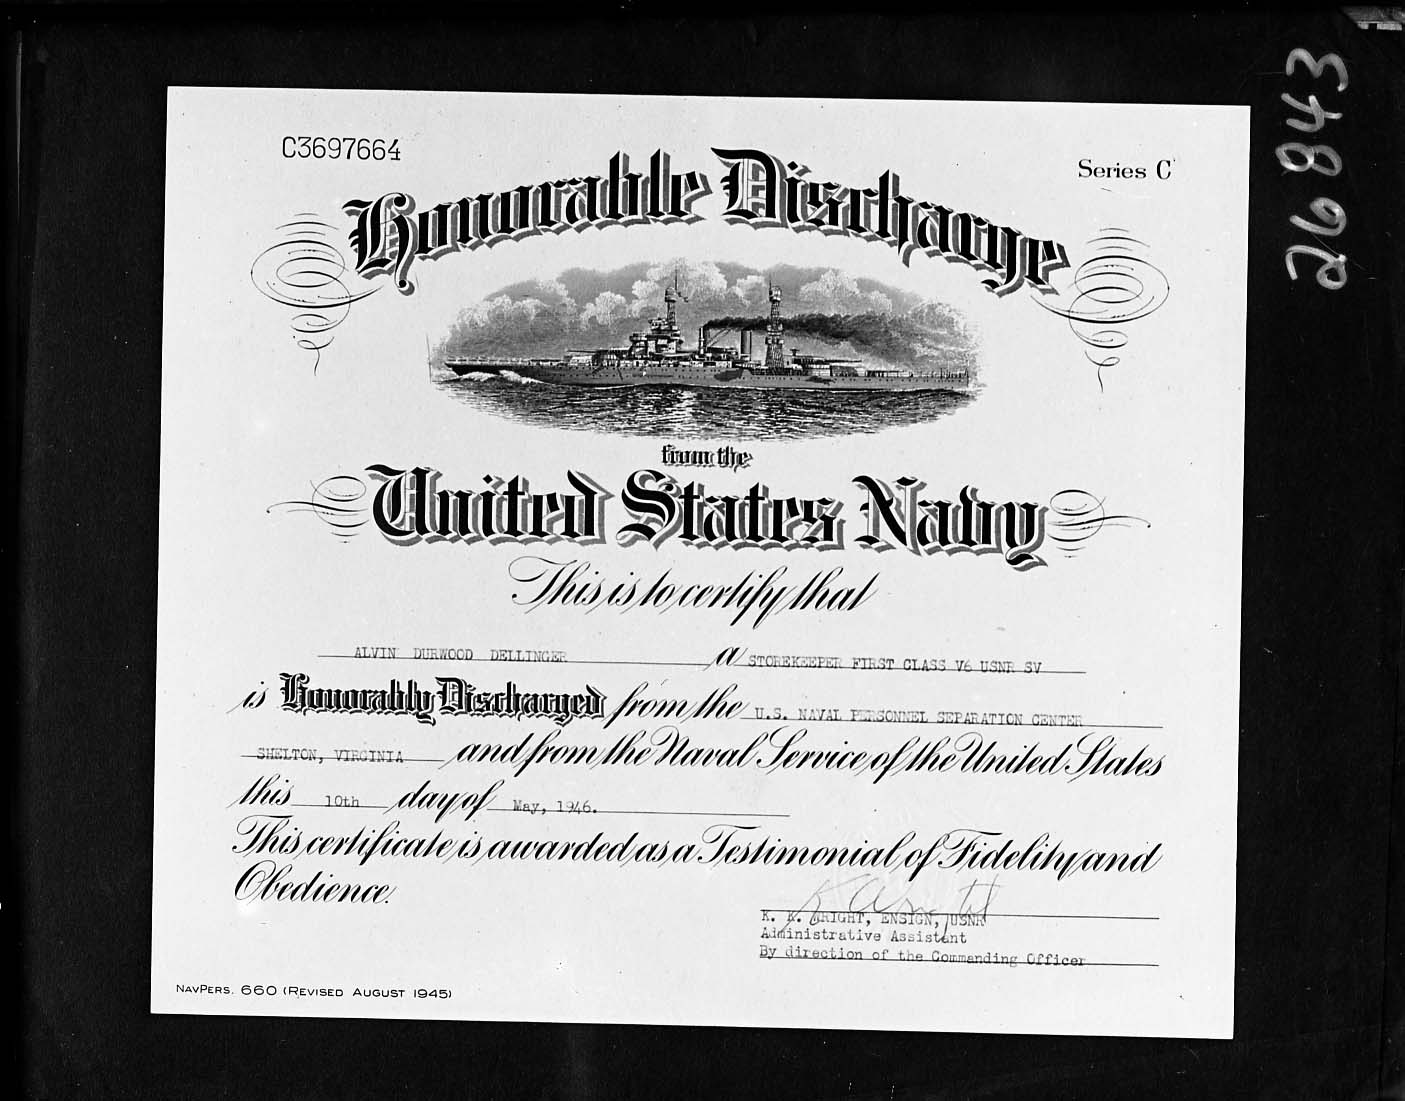 C3697664
Series C
Honorable Discharge
from the
United States Navy
This is to certify that
ALVIN DURWOOD DELLINGER a STOREKEEPER FIRST CLASS V6 USNR SV
is Honorably Discharged from the U.S. NAVAL PERSONNEL SEPARATION CENTER
SHELTON, VIRGINIA and from the Naval Service of the United States
this 10th day of May, 1946.
This certificate is awarded as a Testimonial of Fidelity and
Obedience.
K. A. WRIGHT, ENSIGN, USNR
Administrative Assistant
By direction of the Commanding Officer
NAVPERS. 660 (REVISED AUGUST 1945)
26843